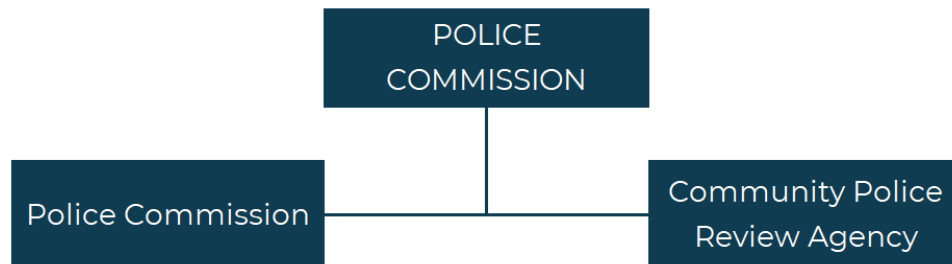 POLICE
COMMISSION
Police Commission
Community Police
Review Agency